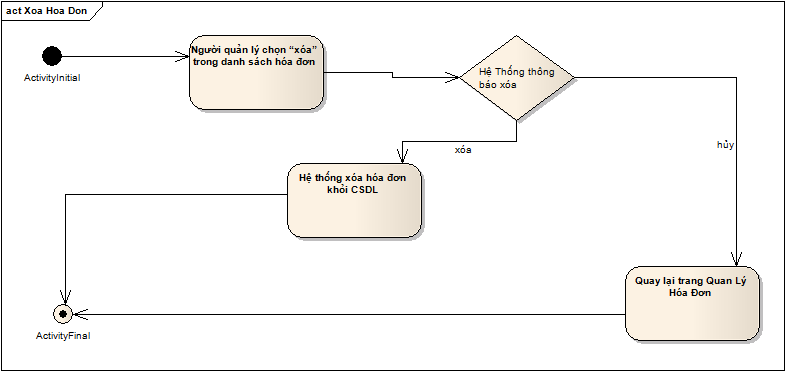 act Xoa Hoa Don
Người quản lý chọn “xóa”
trong danh sách hóa đơn
ActivityInitial
Hệ Thống thông
báo xóa
xóa
hủy
Hệ thống xóa hóa đơn
khỏi CSDL
Quay lại trang Quan Lý
Hóa Đơn
ActivityFinal